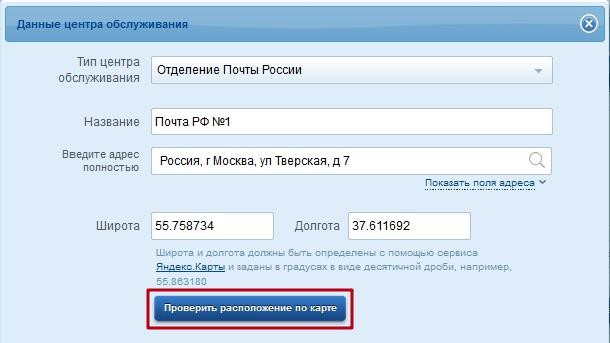 Данные центра обслуживания
Тип центра
обслуживания
Отделение Почты России
Название
Почта РФ №1
Введите адрес
полностью
Россия, г Москва, ул Тверская, д 7
Показать поля адреса
Широта
55.758734
Долгота
37.611692
Широта и долгота должны быть определены с помощью сервиса
Яндекс.Карты и заданы в градусах в виде десятичной дроби, например,
55.863180
Проверить расположение по карте